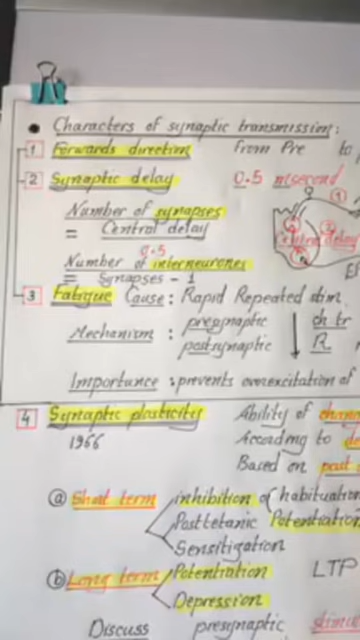 • Characters of synaptic transmission:
1 Forwards direction from Pre to
2 Synaptic delay 0.5 msecond
Number of synapses
= Central delay
0.5
Number of interneurones
= Synapses - 1
3 Fatigue Cause: Rapid Repeated stim.
Mechanism: presynaptic ↓ ch. tr
postsynaptic R
Importance: prevents overexcitation of
4 Synaptic plasticity Ability of
1966 According to
Based on past
ⓐ Short term inhibition of habituation
Posttetanic Potentiation
Sensitization
ⓑ Long term Potentiation LTP
Depression
Discuss presynaptic